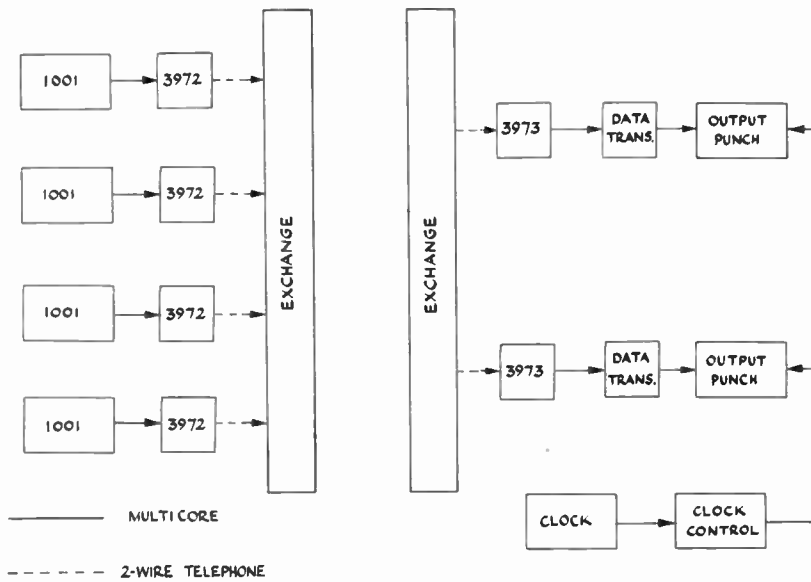 1001
3972
1001
3972
1001
3972
1001
3972
EXCHANGE
EXCHANGE
3973
DATA
TRANS.
OUTPUT
PUNCH
3973
DATA
TRANS.
OUTPUT
PUNCH
CLOCK
CLOCK
CONTROL
MULTICORE
2-WIRE TELEPHONE